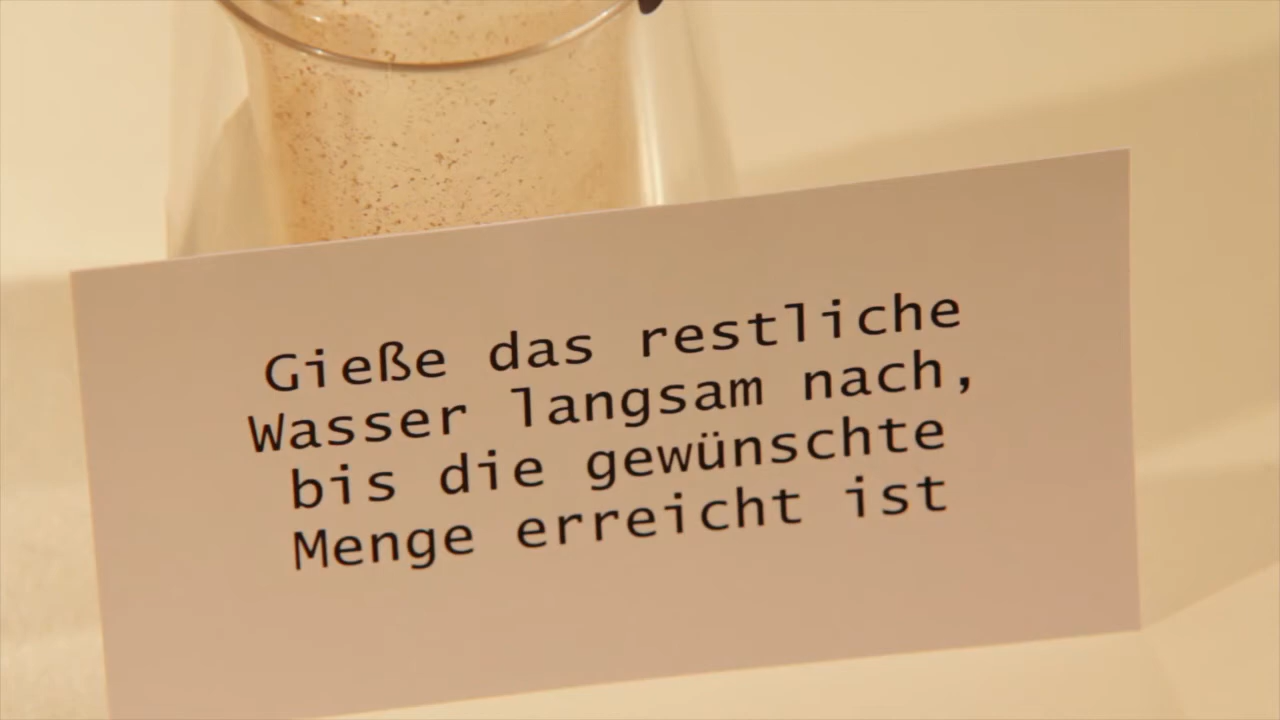 Gieße das restliche
Wasser langsam nach,
bis die gewünschte
Menge erreicht ist